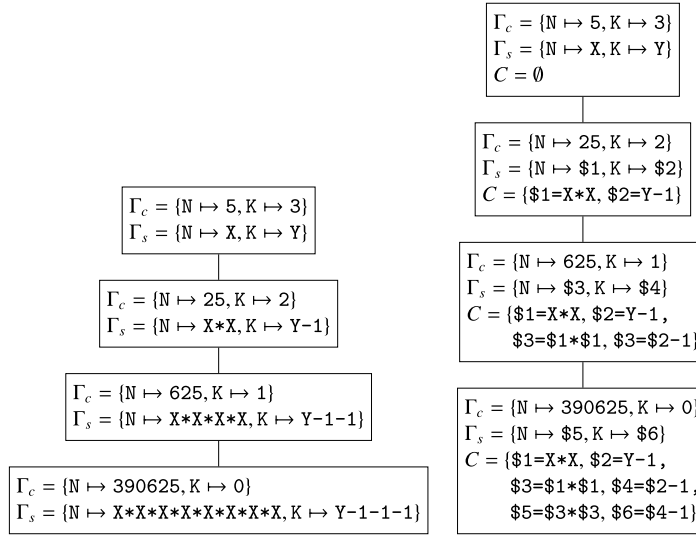 Γc = {N ↦ 5, K ↦ 3}
Γs = {N ↦ X, K ↦ Y}
Γc = {N ↦ 25, K ↦ 2}
Γs = {N ↦ X*X, K ↦ Y-1}
Γc = {N ↦ 625, K ↦ 1}
Γs = {N ↦ X*X*X*X, K ↦ Y-1-1}
Γc = {N ↦ 390625, K ↦ 0}
Γs = {N ↦ X*X*X*X*X*X*X*X, K ↦ Y-1-1-1}
Γc = {N ↦ 5, K ↦ 3}
Γs = {N ↦ X, K ↦ Y}
C = ∅
Γc = {N ↦ 25, K ↦ 2}
Γs = {N ↦ $1, K ↦ $2}
C = {$1=X*X, $2=Y-1}
Γc = {N ↦ 625, K ↦ 1}
Γs = {N ↦ $3, K ↦ $4}
C = {$1=X*X, $2=Y-1,
$3=$1*$1, $3=$2-1}
Γc = {N ↦ 390625, K ↦ 0}
Γs = {N ↦ $5, K ↦ $6}
C = {$1=X*X, $2=Y-1,
$3=$1*$1, $4=$2-1,
$5=$3*$3, $6=$4-1}